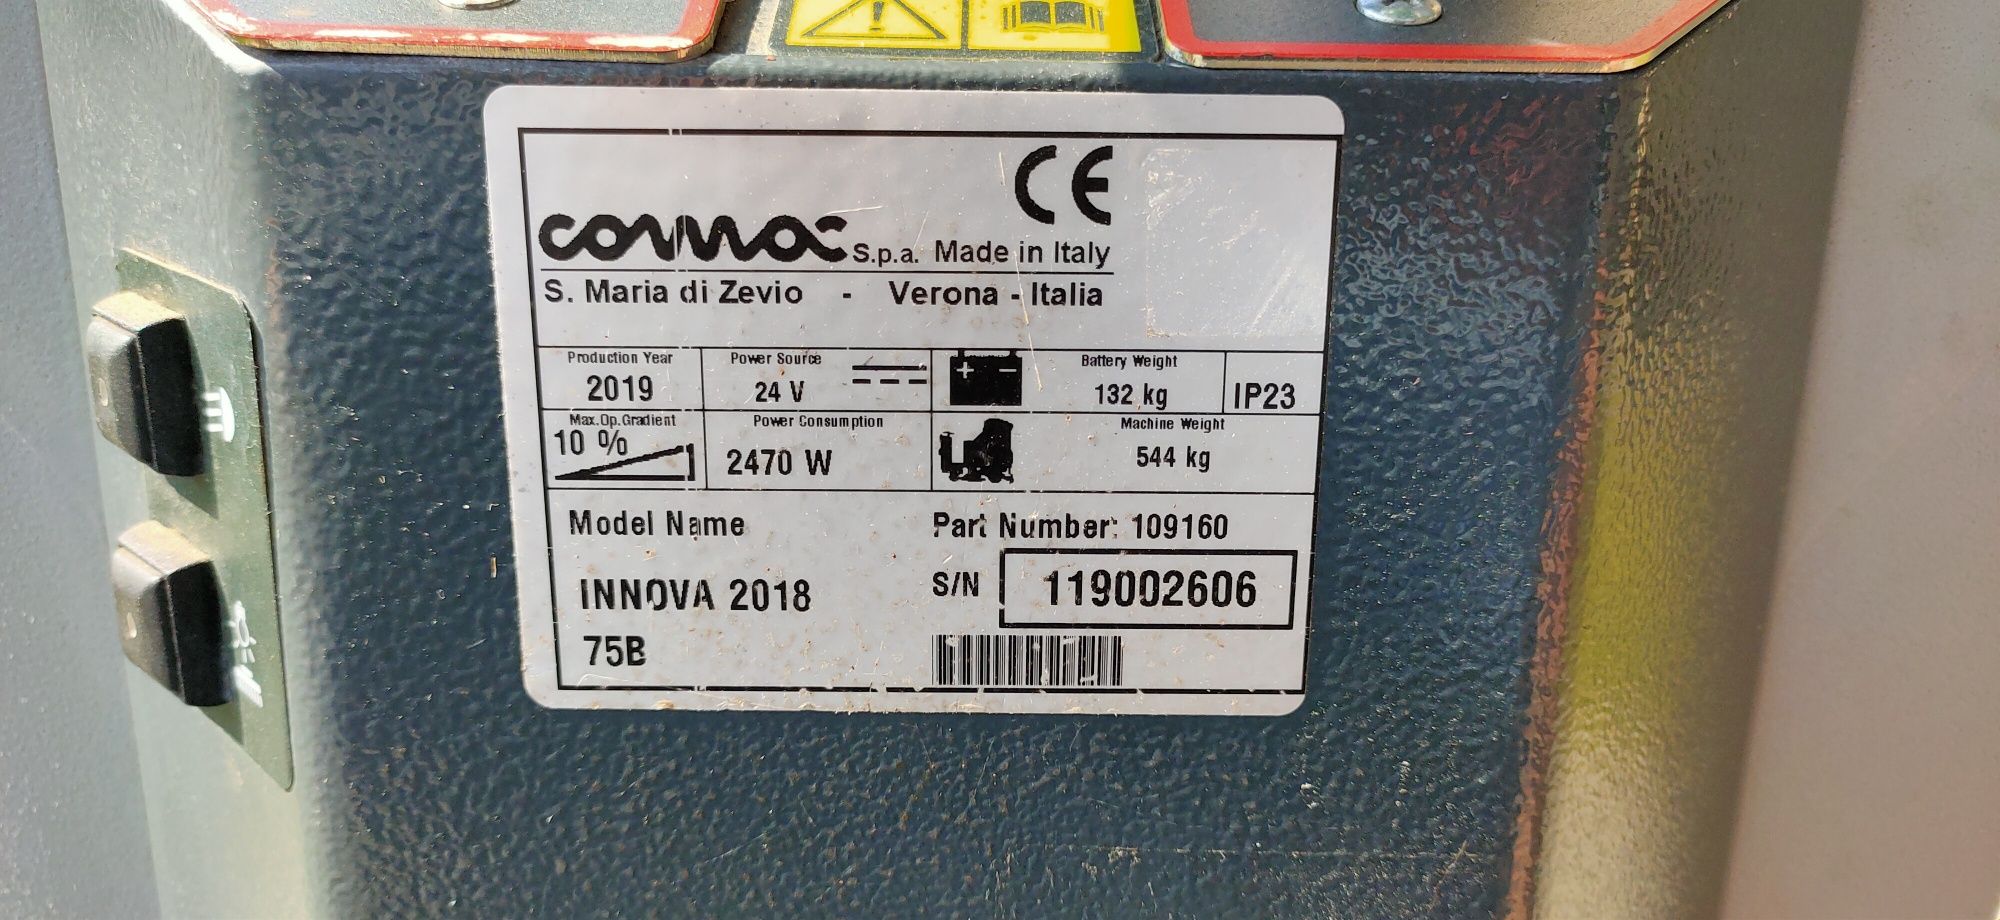 CE
comac S.p.a. Made in Italy
S. Maria di Zevio - Verona - Italia
Production Year
2019
Power Source
24 V
+ -
Battery Weight
132 kg
IP23
Max.Op.Gradient
10 %
Power Consumption
2470 W
Machine Weight
544 kg
Model Name
Part Number: 109160
INNOVA 2018
S/N 119002606
75B